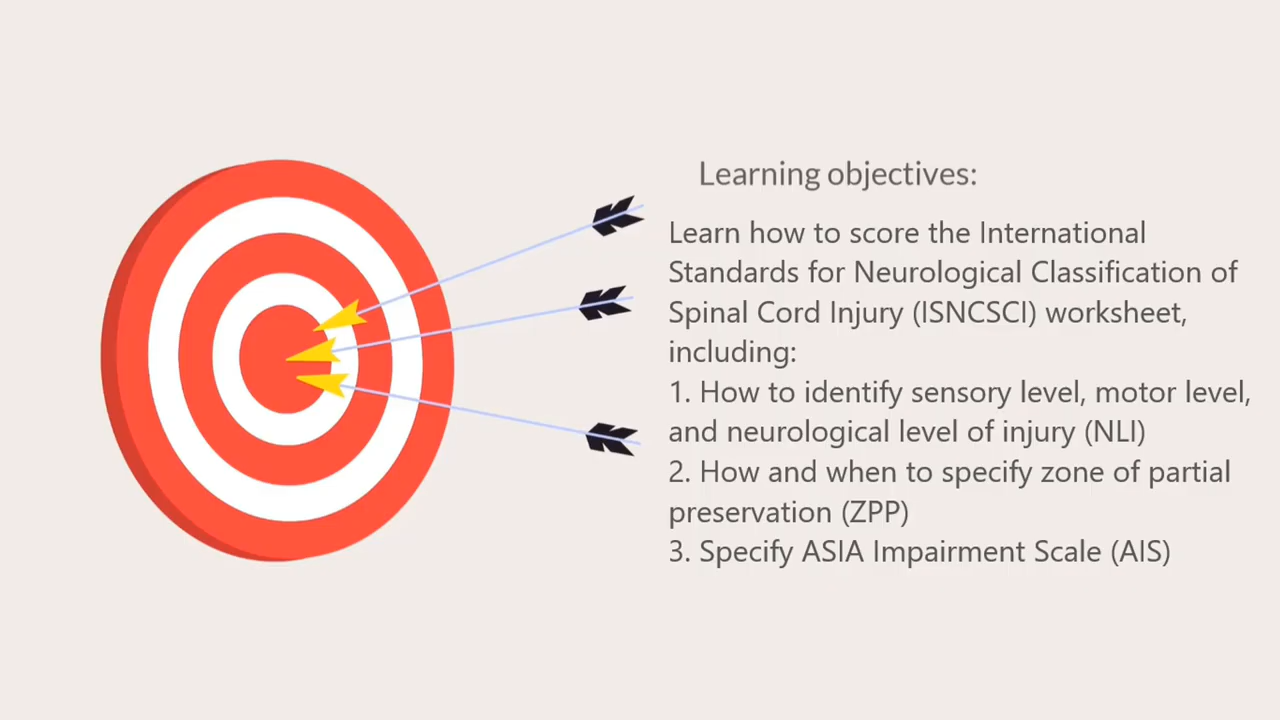 Learning objectives:
Learn how to score the International
Standards for Neurological Classification of
Spinal Cord Injury (ISNCSCI) worksheet,
including:
1. How to identify sensory level, motor level,
and neurological level of injury (NLI)
2. How and when to specify zone of partial
preservation (ZPP)
3. Specify ASIA Impairment Scale (AIS)